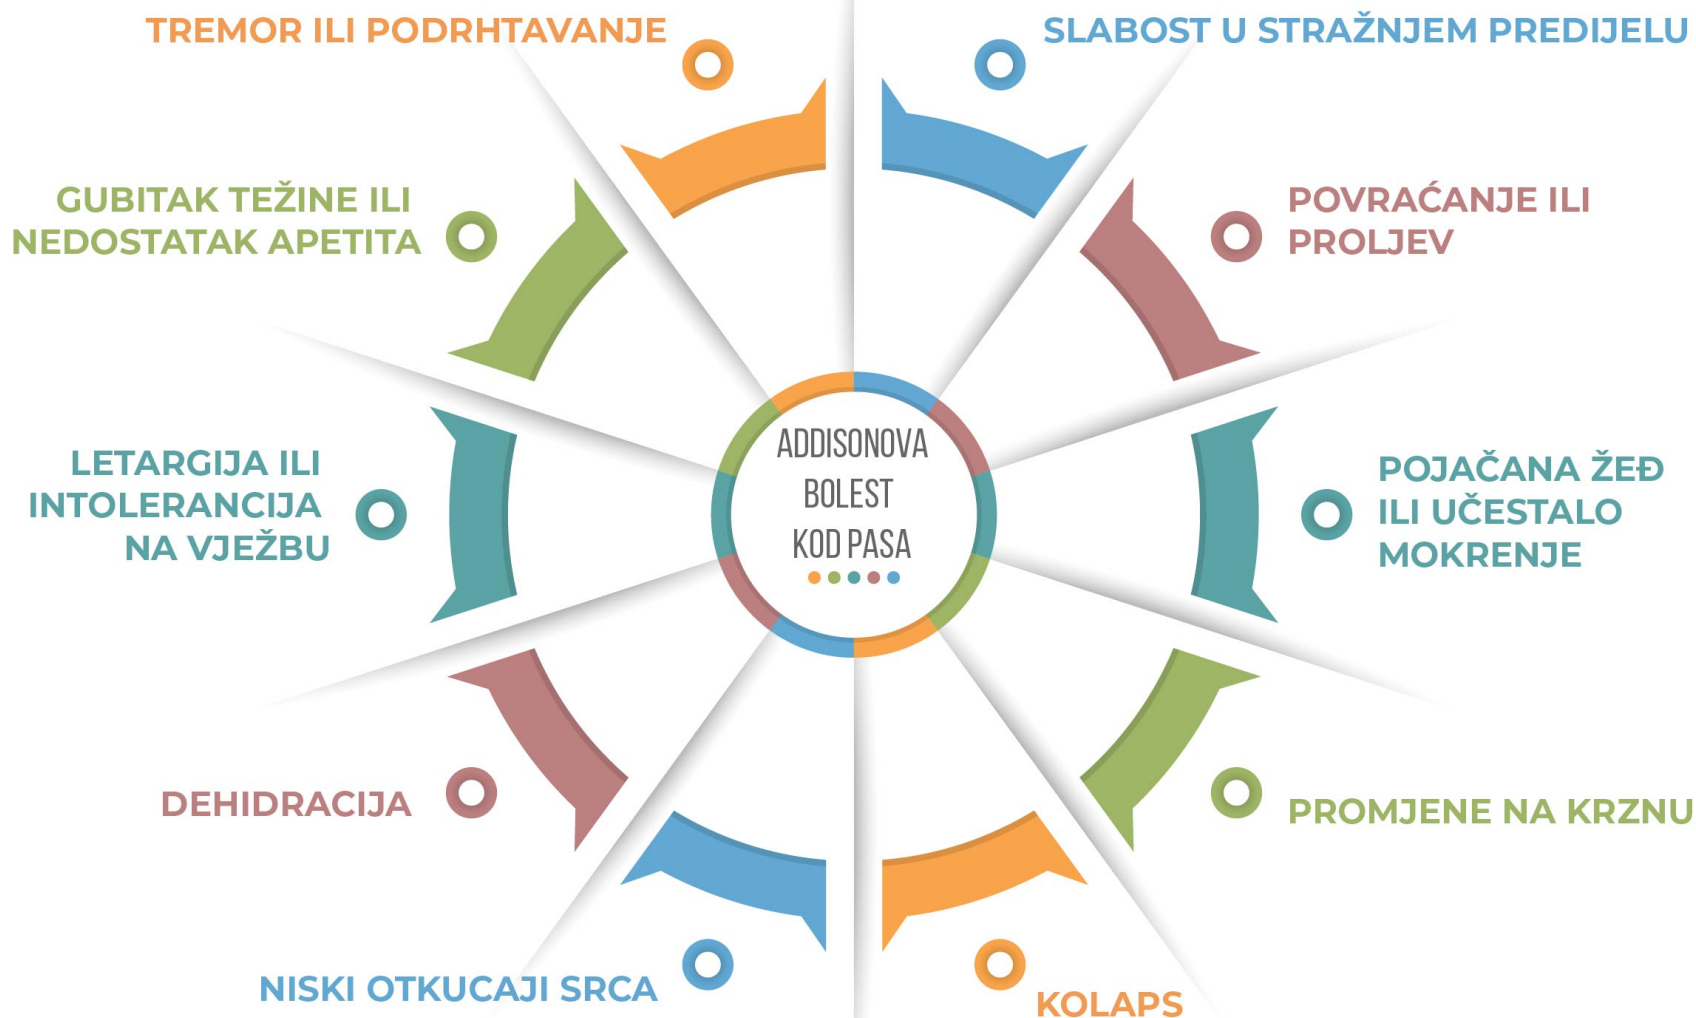 TREMOR ILI PODRHTAVANJE
SLABOST U STRAŽNJEM PREDIJELU
GUBITAK TEŽINE ILI
NEDOSTATAK APETITA
POVRAĆANJE ILI
PROLJEV
ADDISONOVA
BOLEST
KOD PASA
LETARGIJA ILI
INTOLERANCIJA
NA VJEŽBU
POJAČANA ŽEĐ
ILI UČESTALO
MOKRENJE
DEHIDRACIJA
PROMJENE NA KRZNU
NISKI OTKUCAJI SRCA
KOLAPS